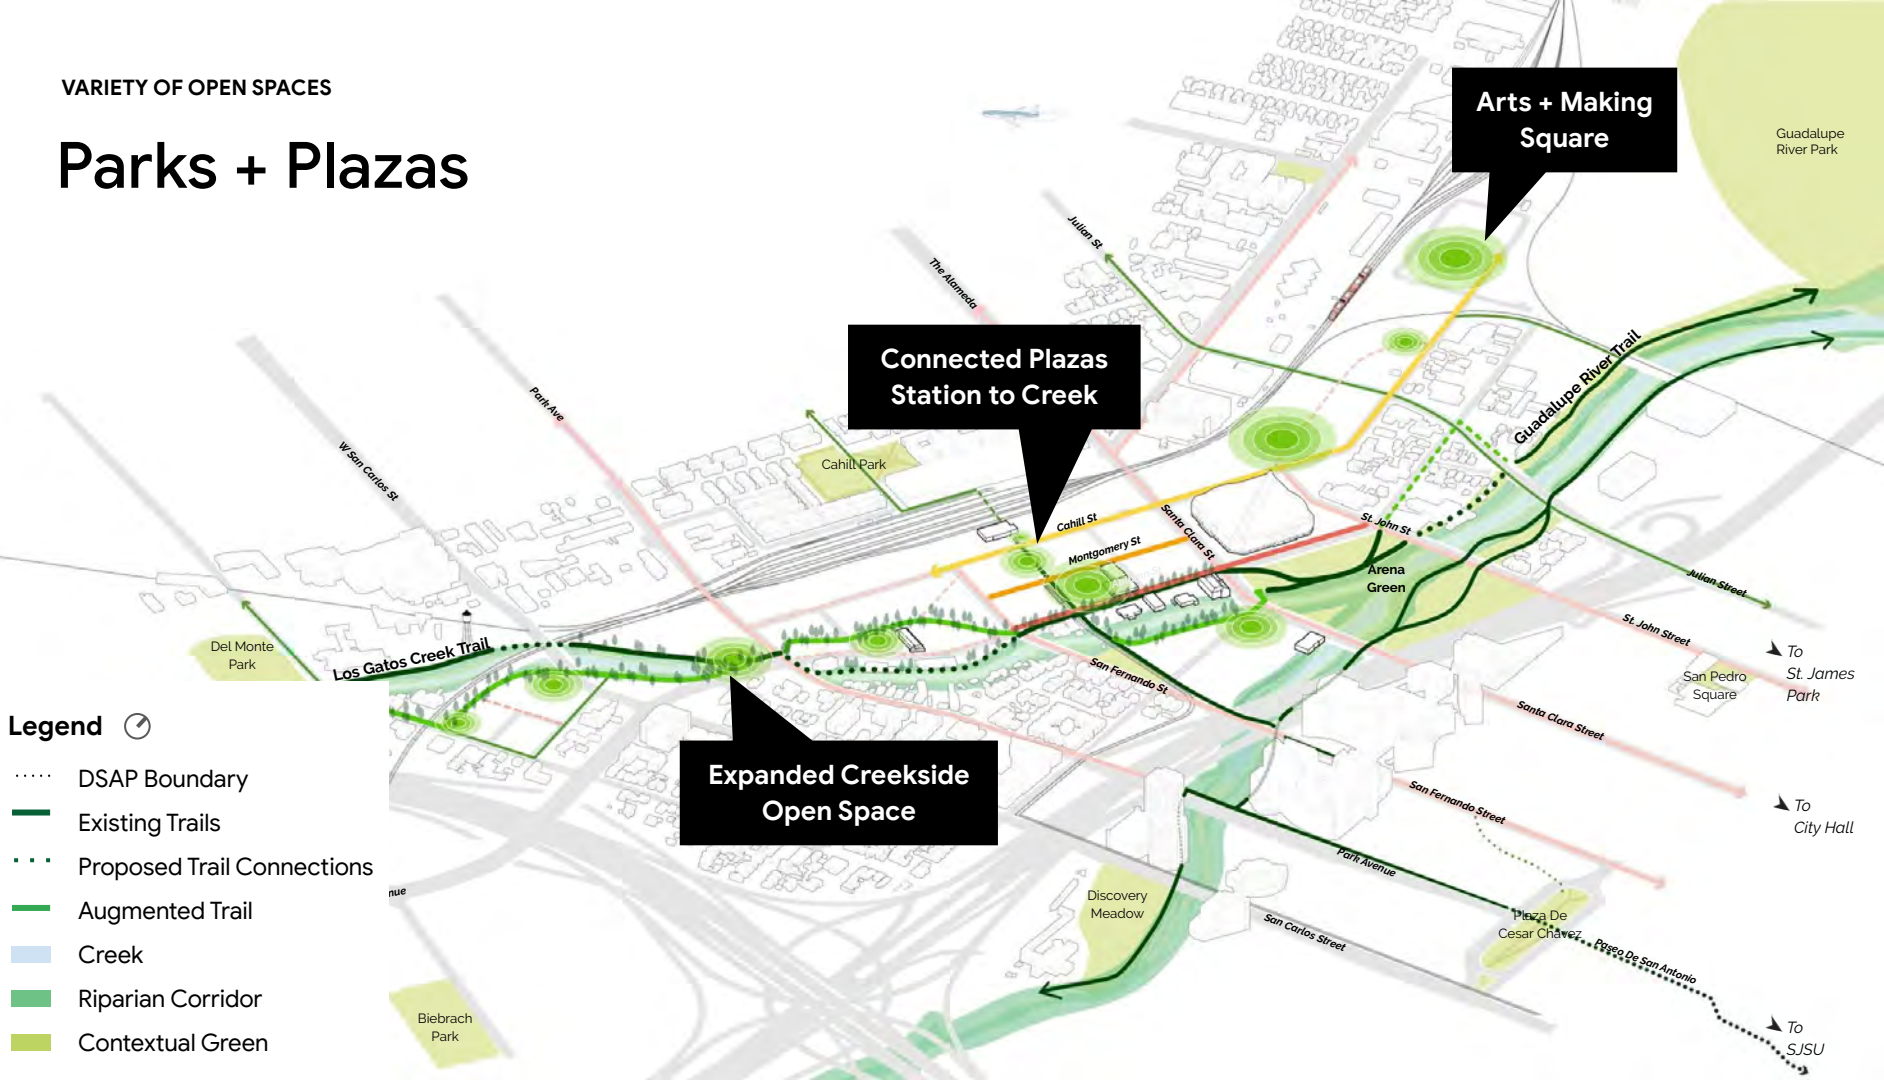 VARIETY OF OPEN SPACES
Parks + Plazas
Arts + Making
Square
Guadalupe
River Park
Julian St
The Alameda
Connected Plazas
Station to Creek
Guadalupe River Trail
Park Ave
W San Carlos St
Cahill Park
Cahill St
Santa Clara St
St. John St
Montgomery St
Arena
Green
Julian Street
St. John Street
Del Monte
Park
Los Gatos Creek Trail
San Fernando St
San Pedro
Square
To
St. James
Park
Santa Clara Street
Expanded Creekside
Open Space
San Fernando Street
To
City Hall
Park Avenue
Discovery
Meadow
San Carlos Street
Plaza De
Cesar Chavez
Paseo De San Antonio
To
SJSU
Biebrach
Park
nue
Legend
DSAP Boundary
Existing Trails
Proposed Trail Connections
Augmented Trail
Creek
Riparian Corridor
Contextual Green